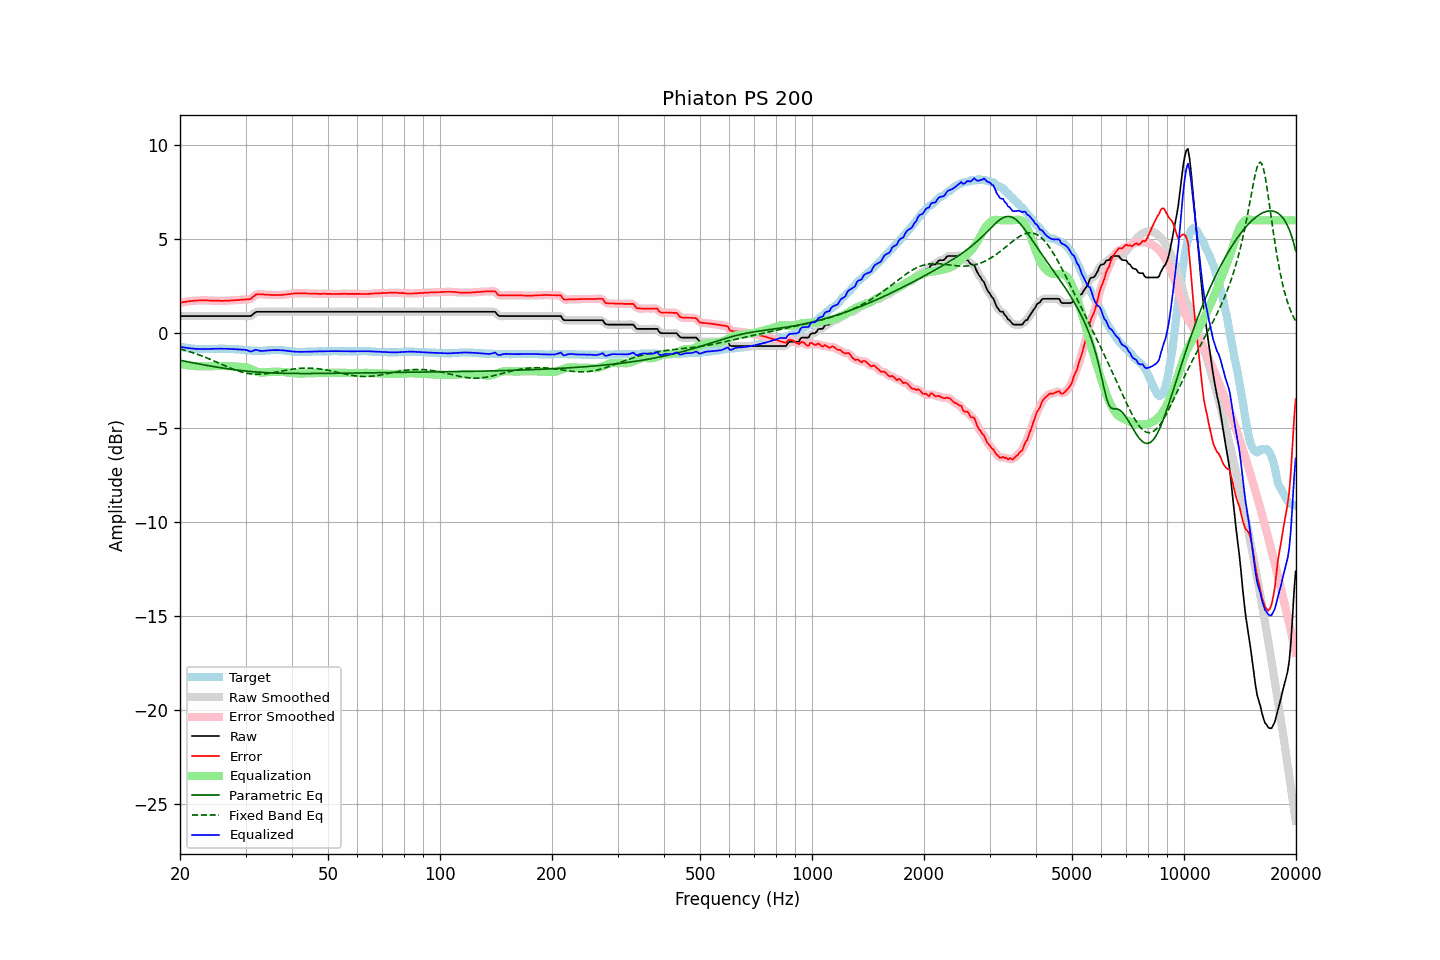 Phiaton PS 200
10
5
0
−5
−10
−15
−20
−25
Amplitude (dBr)
Target
Raw Smoothed
Error Smoothed
Raw
Error
Equalization
Parametric Eq
Fixed Band Eq
Equalized
20 50 100 200 500 1000 2000 5000 10000 20000
Frequency (Hz)